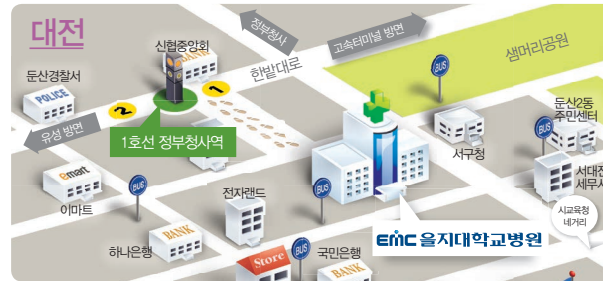 대전
정부청사
고속터미널 방면
신협중앙회
BANK
한밭대로
샘머리공원
둔산경찰서
POLICE
BUS
2
1
유성 방면
1호선 정부청사역
둔산2동
주민센터
BUS
서구청
emart
이마트
BUS
전자랜드
BUS
서대전
세무서
시교육청
네거리
EMC 을지대학교병원
BANK
하나은행
Store
BUS
국민은행
BANK
BUS